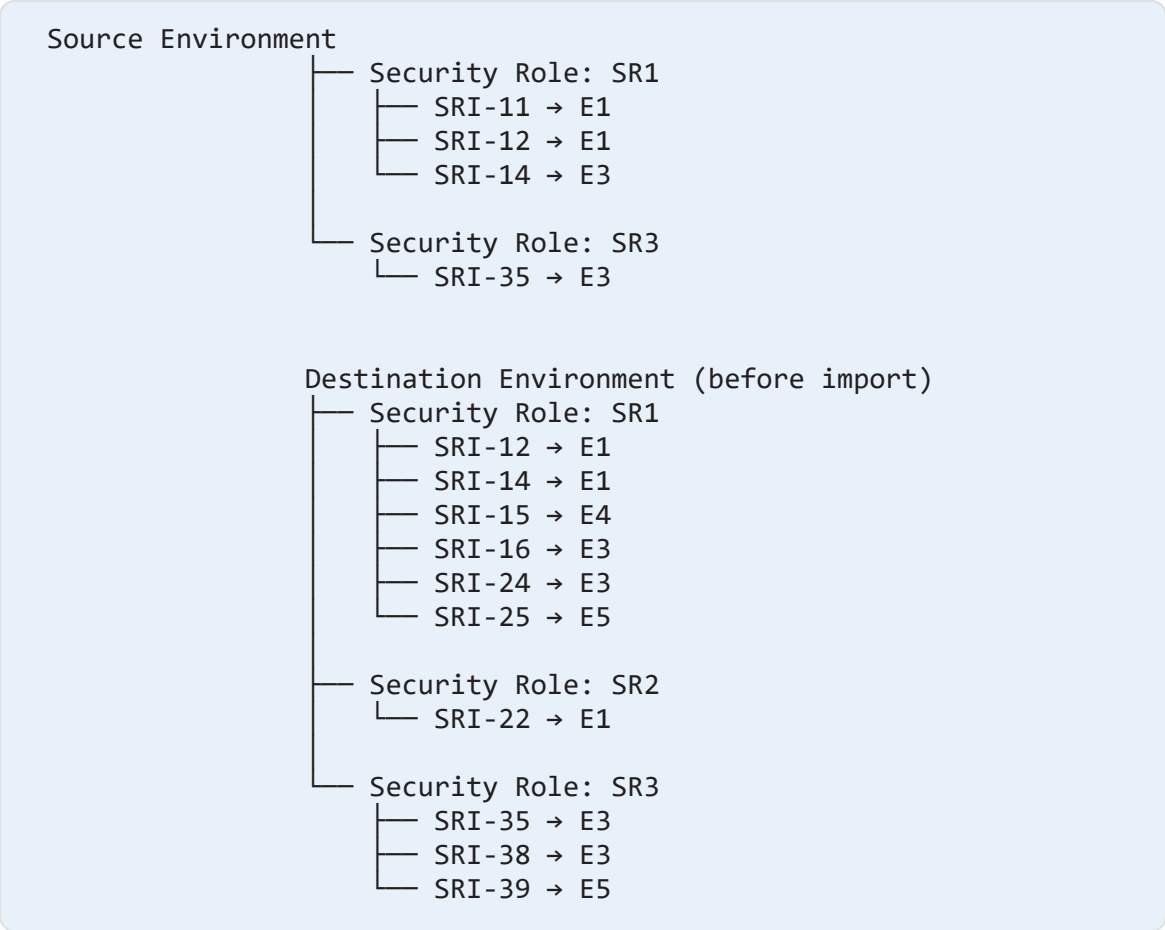 Source Environment
├── Security Role: SR1
│   ├── SRI-11 → E1
│   ├── SRI-12 → E1
│   └── SRI-14 → E3
│
└── Security Role: SR3
    └── SRI-35 → E3
Destination Environment (before import)
├── Security Role: SR1
│   ├── SRI-12 → E1
│   ├── SRI-14 → E1
│   ├── SRI-15 → E4
│   ├── SRI-16 → E3
│   ├── SRI-24 → E3
│   └── SRI-25 → E5
│
├── Security Role: SR2
│   └── SRI-22 → E1
│
└── Security Role: SR3
    ├── SRI-35 → E3
    ├── SRI-38 → E3
    └── SRI-39 → E5